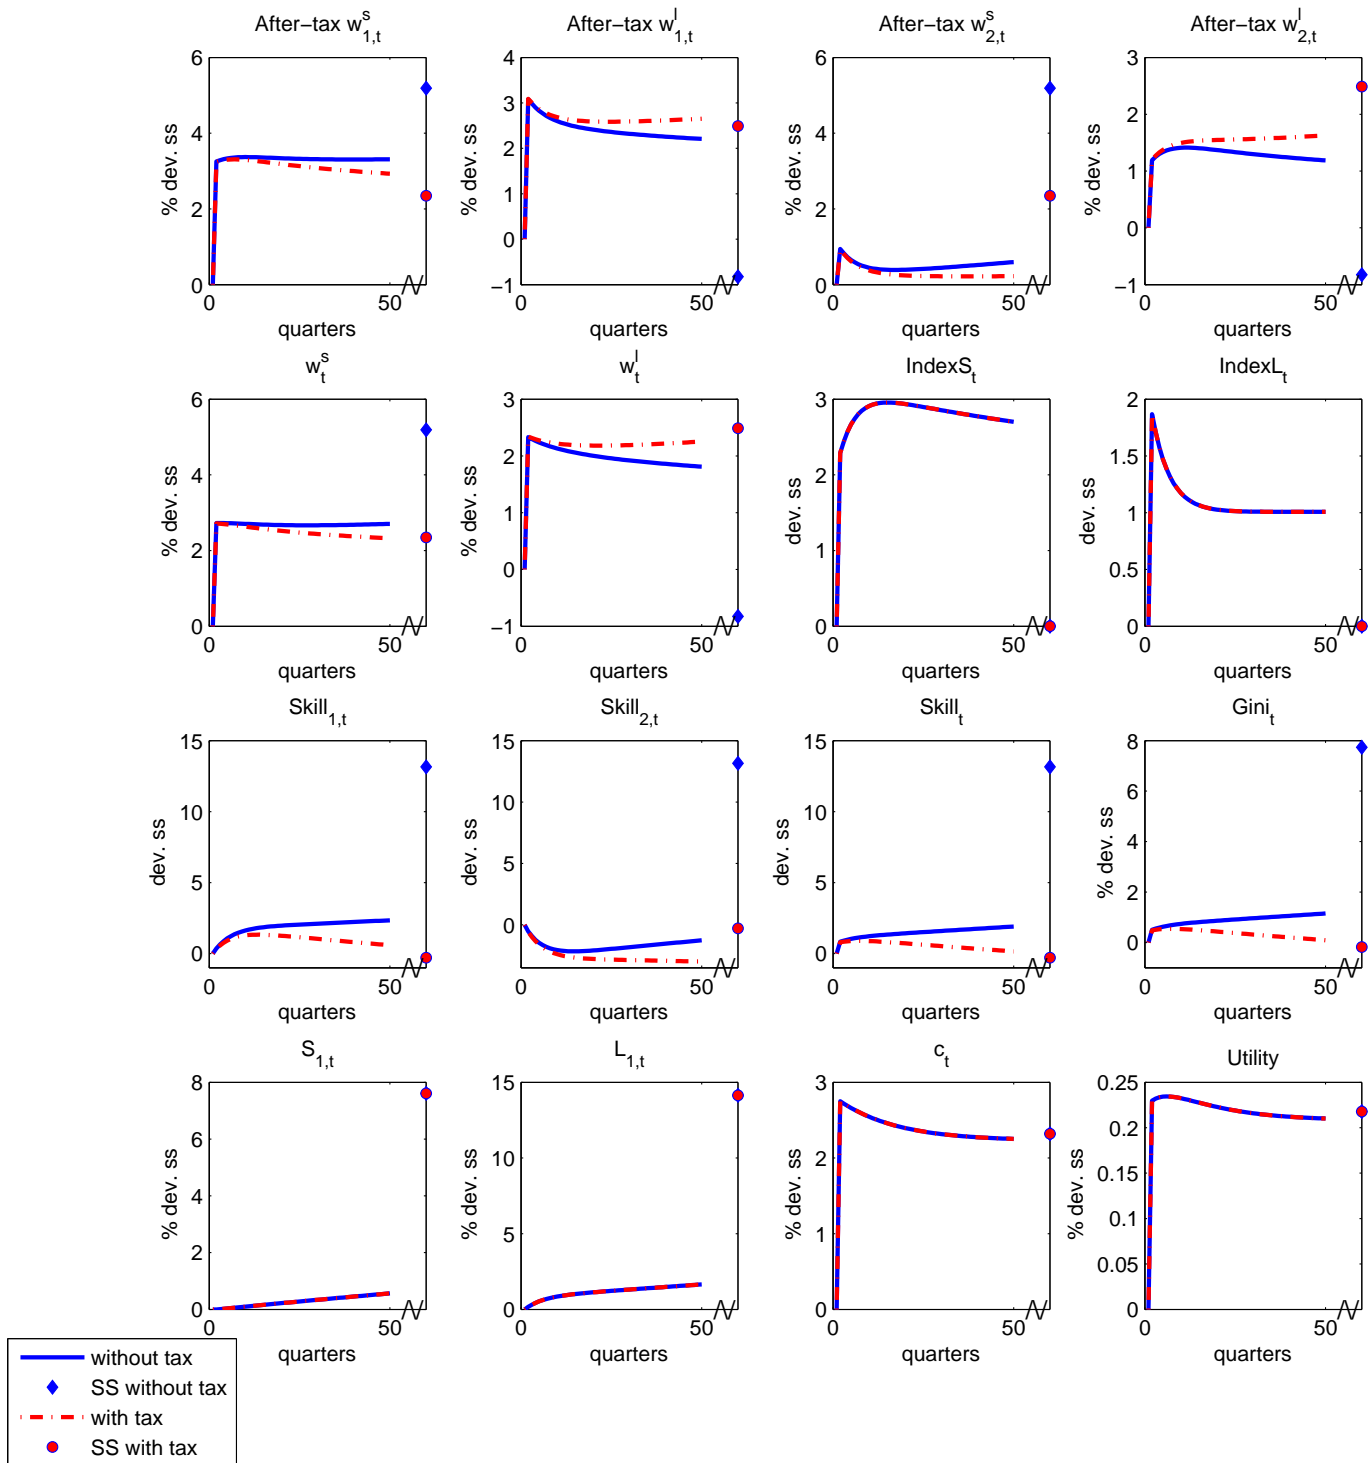 After−tax w^s_{1,t}
% dev. ss
6
4
2
0
0
50
quarters
After−tax w^l_{1,t}
% dev. ss
4
3
2
1
0
−1
0
50
quarters
After−tax w^s_{2,t}
% dev. ss
6
4
2
0
0
50
quarters
After−tax w^l_{2,t}
% dev. ss
3
2
1
0
−1
0
50
quarters
w^s_t
% dev. ss
6
4
2
0
0
50
quarters
w^l_t
% dev. ss
3
2
1
0
−1
0
50
quarters
IndexS_t
dev. ss
3
2
1
0
0
50
quarters
IndexL_t
dev. ss
2
1.5
1
0.5
0
0
50
quarters
Skill_{1,t}
dev. ss
15
10
5
0
0
50
quarters
Skill_{2,t}
dev. ss
15
10
5
0
0
50
quarters
Skill_t
dev. ss
15
10
5
0
0
50
quarters
Gini_t
% dev. ss
8
6
4
2
0
0
50
quarters
S_{1,t}
% dev. ss
8
6
4
2
0
0
50
quarters
L_{1,t}
% dev. ss
15
10
5
0
0
50
quarters
c_t
% dev. ss
3
2
1
0
0
50
quarters
Utility
% dev. ss
0.25
0.2
0.15
0.1
0.05
0
0
50
quarters
without tax
SS without tax
with tax
SS with tax